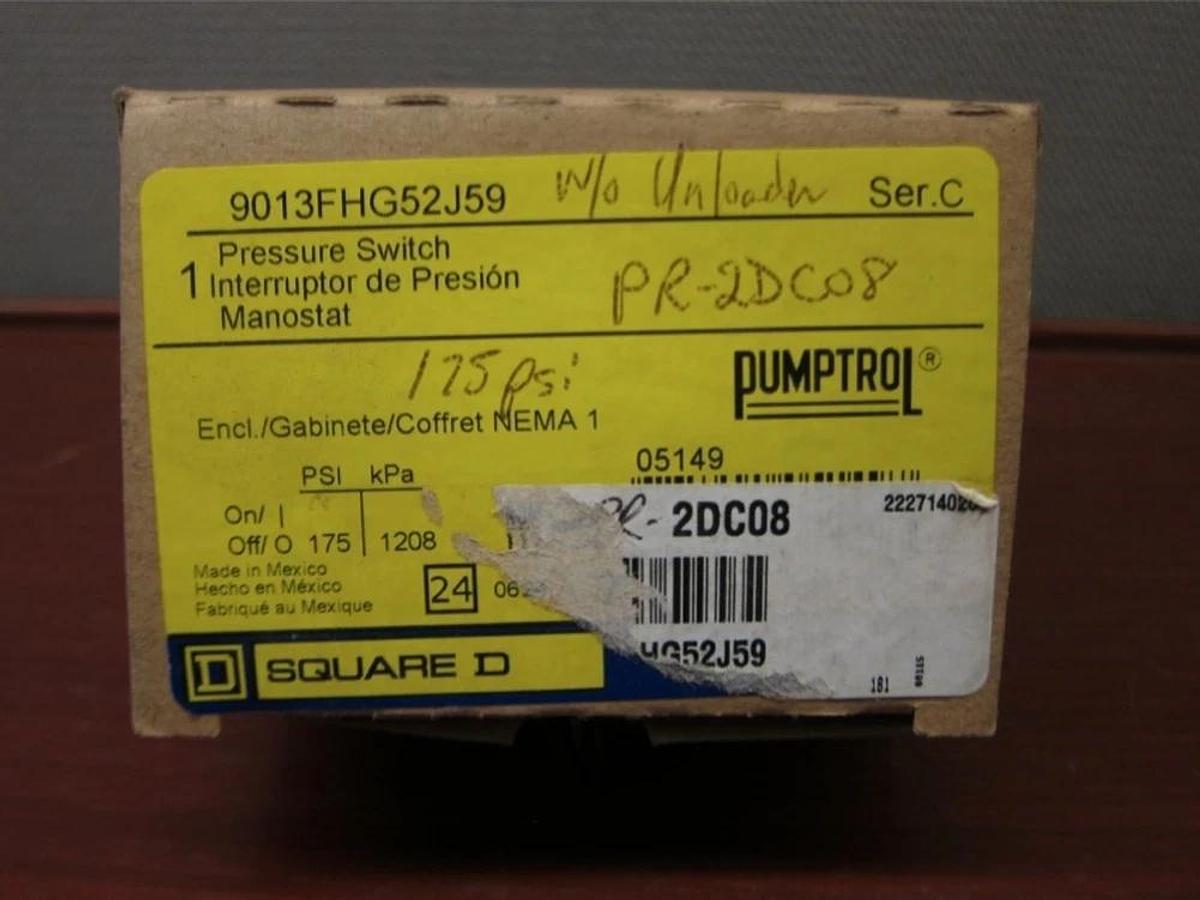 9013FHG52J59 w/o Unloader Ser.C
Pressure Switch
1 Interruptor de Presión
Manostat
PR-2DC08
175 psi
PUMPTROL®
Encl./Gabinete/Coffret NEMA 1
05149
PSI kPa
On/ I
Off/ O 175 1208
Made in Mexico
Hecho en México
Fabriqué au Mexique
24
PR- 2DC08
HG52J59
181
D SQUARE D